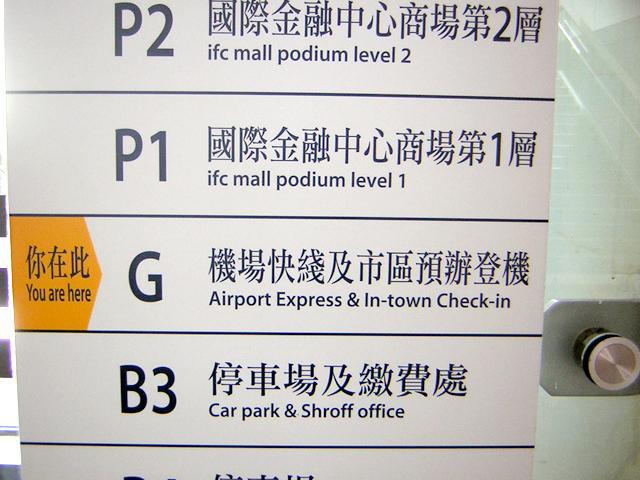 P2 國際金融中心商場第2層
ifc mall podium level 2
P1 國際金融中心商場第1層
ifc mall podium level 1
你在此
You are here
G 機場快綫及市區預辦登機
Airport Express & In-town Check-in
B3 停車場及繳費處
Car park & Shroff office
停車場